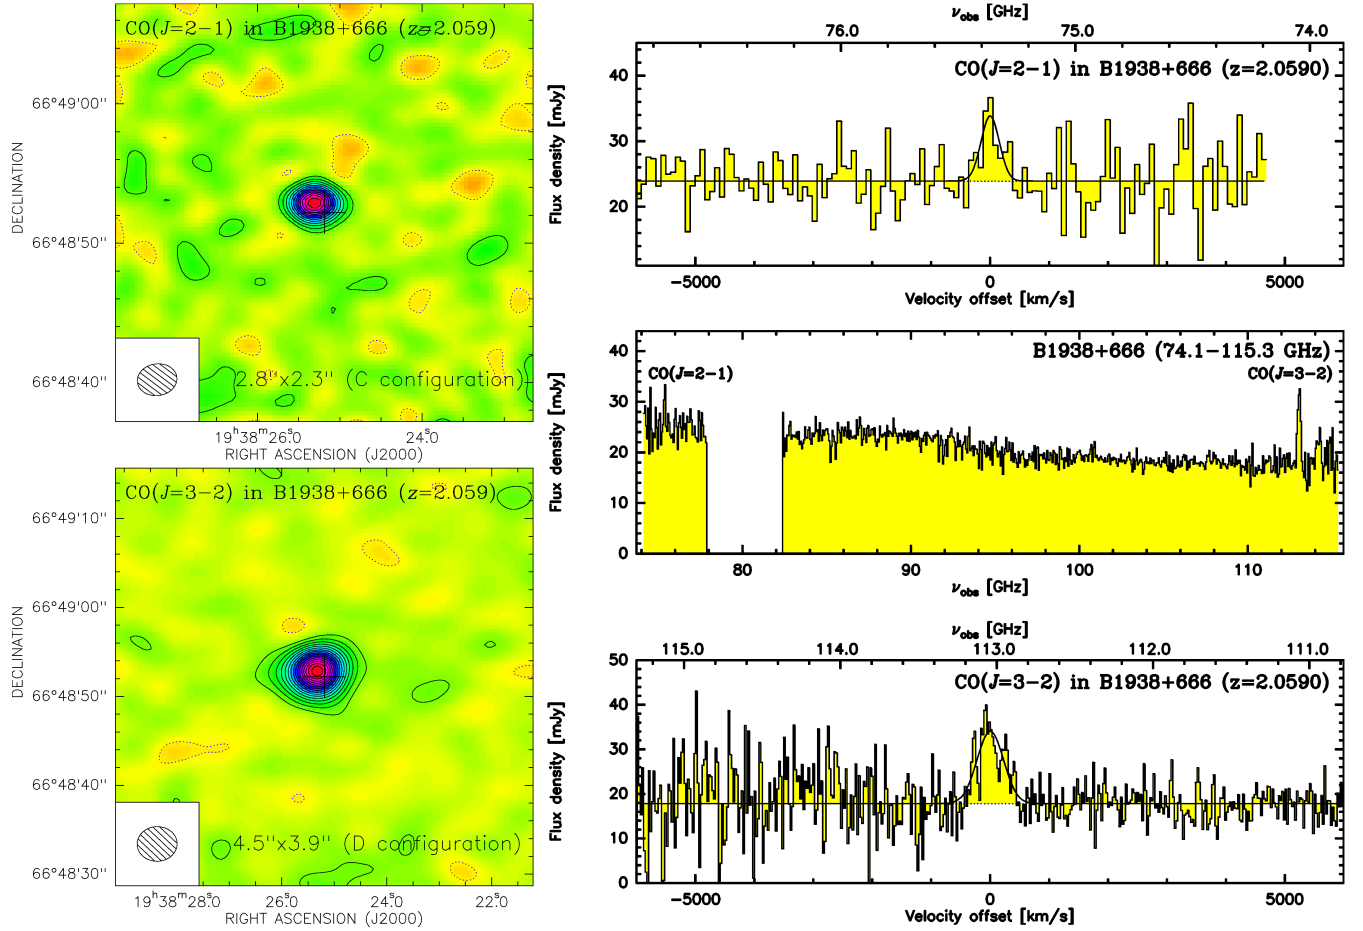 CO(J=2−1) in B1938+666 (z=2.059)
66°49'00''
66°48'50''
66°48'40''
DECLINATION
2.8''x2.3'' (C configuration)
19h38m26.s0
24.s0
RIGHT ASCENSION (J2000)
CO(J=3−2) in B1938+666 (z=2.059)
66°49'10''
66°49'00''
66°48'50''
66°48'40''
66°48'30''
DECLINATION
4.5''x3.9'' (D configuration)
19h38m28.s0
26.s0
24.s0
22.s0
RIGHT ASCENSION (J2000)
νobs [GHz]
76.0
75.0
74.0
CO(J=2−1) in B1938+666 (z=2.0590)
40
30
20
Flux density [mJy]
−5000
0
5000
Velocity offset [km/s]
B1938+666 (74.1−115.3 GHz)
CO(J=2−1)
CO(J=3−2)
40
30
20
10
0
Flux density [mJy]
80
90
100
110
νobs [GHz]
νobs [GHz]
115.0
114.0
113.0
112.0
111.0
CO(J=3−2) in B1938+666 (z=2.0590)
50
40
30
20
10
0
Flux density [mJy]
−5000
0
5000
Velocity offset [km/s]